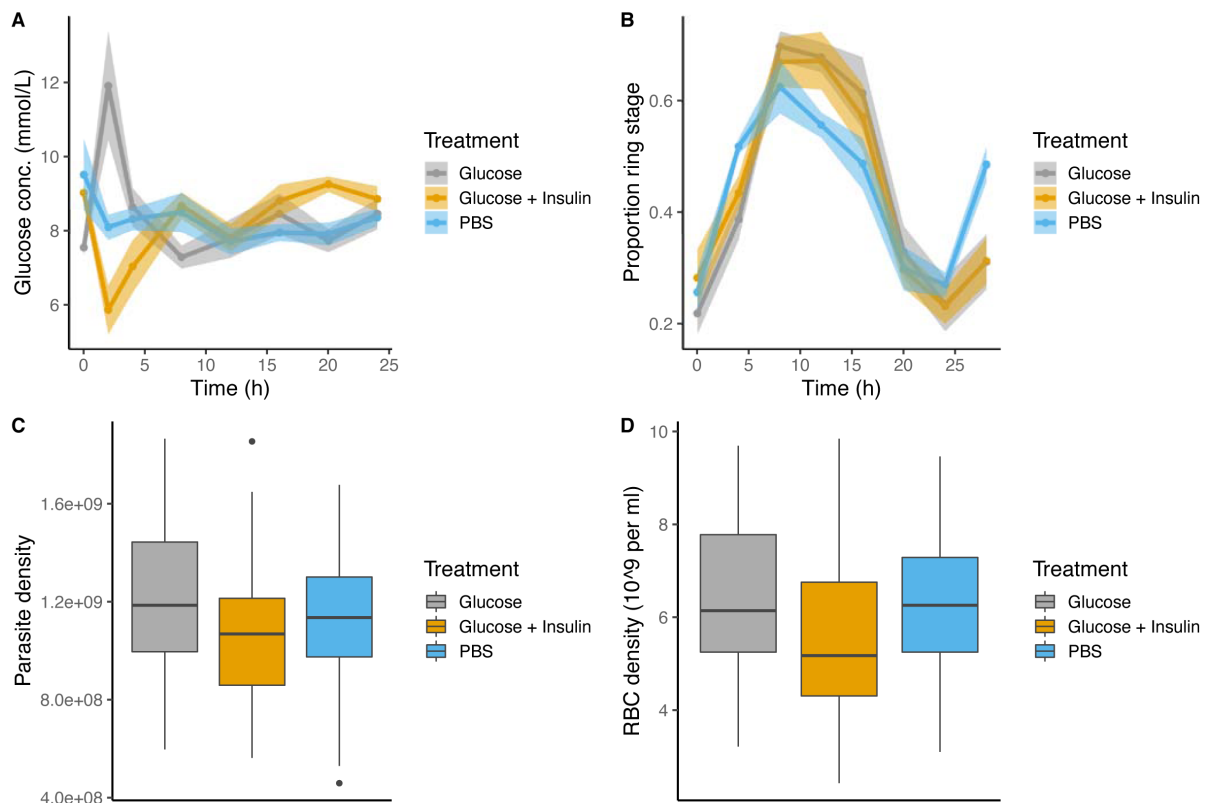 A
Glucose conc. (mmol/L)
12
10
8
6
0 5 10 15 20 25
Time (h)
Treatment
Glucose
Glucose + Insulin
PBS
B
Proportion ring stage
0.6
0.4
0.2
0 5 10 15 20 25
Time (h)
Treatment
Glucose
Glucose + Insulin
PBS
C
Parasite density
1.6e+09
1.2e+09
8.0e+08
4.0e+08
Treatment
Glucose
Glucose + Insulin
PBS
D
RBC density (10^9 per ml)
10
8
6
4
Treatment
Glucose
Glucose + Insulin
PBS